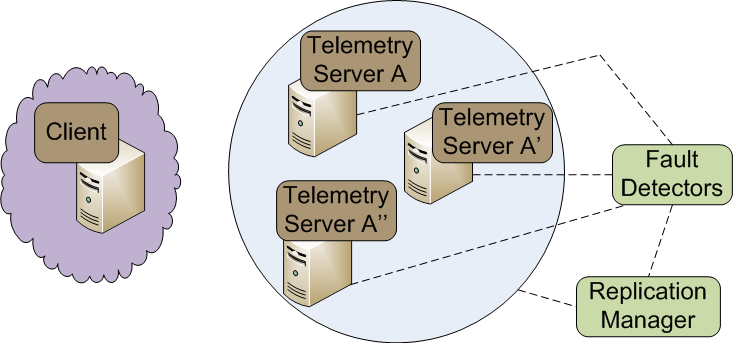 Telemetry
Server A
Client
Telemetry
Server A’
Fault
Detectors
Telemetry
Server A’’
Replication
Manager